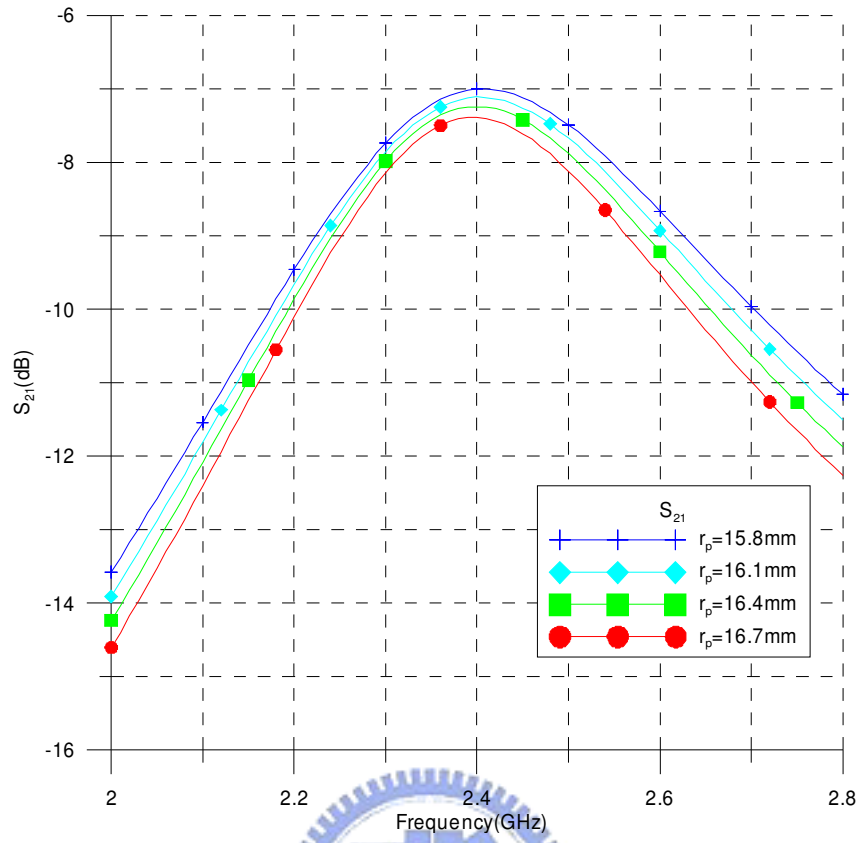 -6
-8
-10
-12
-14
-16
S21(dB)
2
2.2
2.4
2.6
2.8
Frequency(GHz)
S21
rp=15.8mm
rp=16.1mm
rp=16.4mm
rp=16.7mm